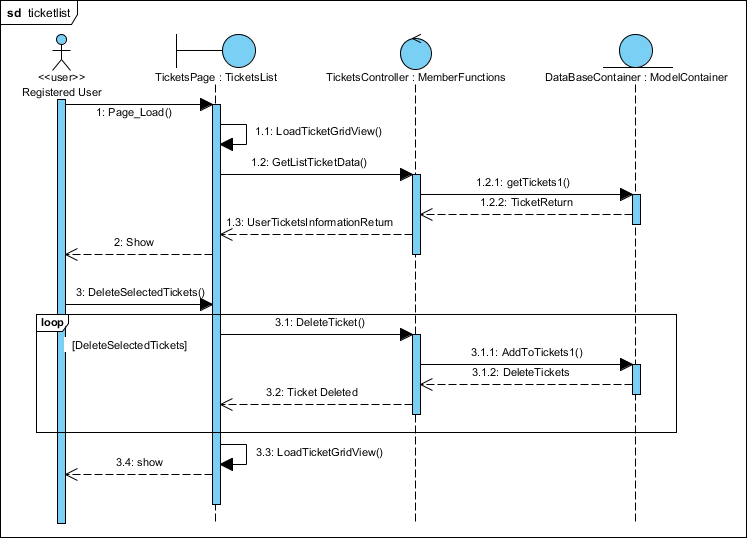 sd ticketlist
<<user>>
Registered User
TicketsPage : TicketsList
TicketsController : MemberFunctions
DataBaseContainer : ModelContainer
1: Page_Load()
1.1: LoadTicketGridView()
1.2: GetListTicketData()
1.2.1: getTickets1()
1.2.2: TicketReturn
1.3: UserTicketsInformationReturn
2: Show
3: DeleteSelectedTickets()
loop
[DeleteSelectedTickets]
3.1: DeleteTicket()
3.1.1: AddToTickets1()
3.1.2: DeleteTickets
3.2: Ticket Deleted
3.3: LoadTicketGridView()
3.4: show